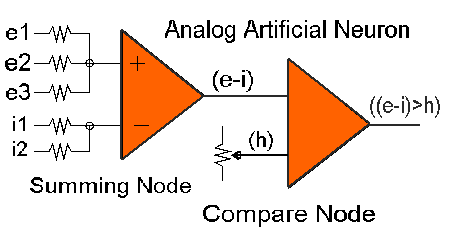 Analog Artificial Neuron
e1
e2
e3
i1
i2
+
−
(e-i)
(h)
((e-i)>h)
Summing Node
Compare Node